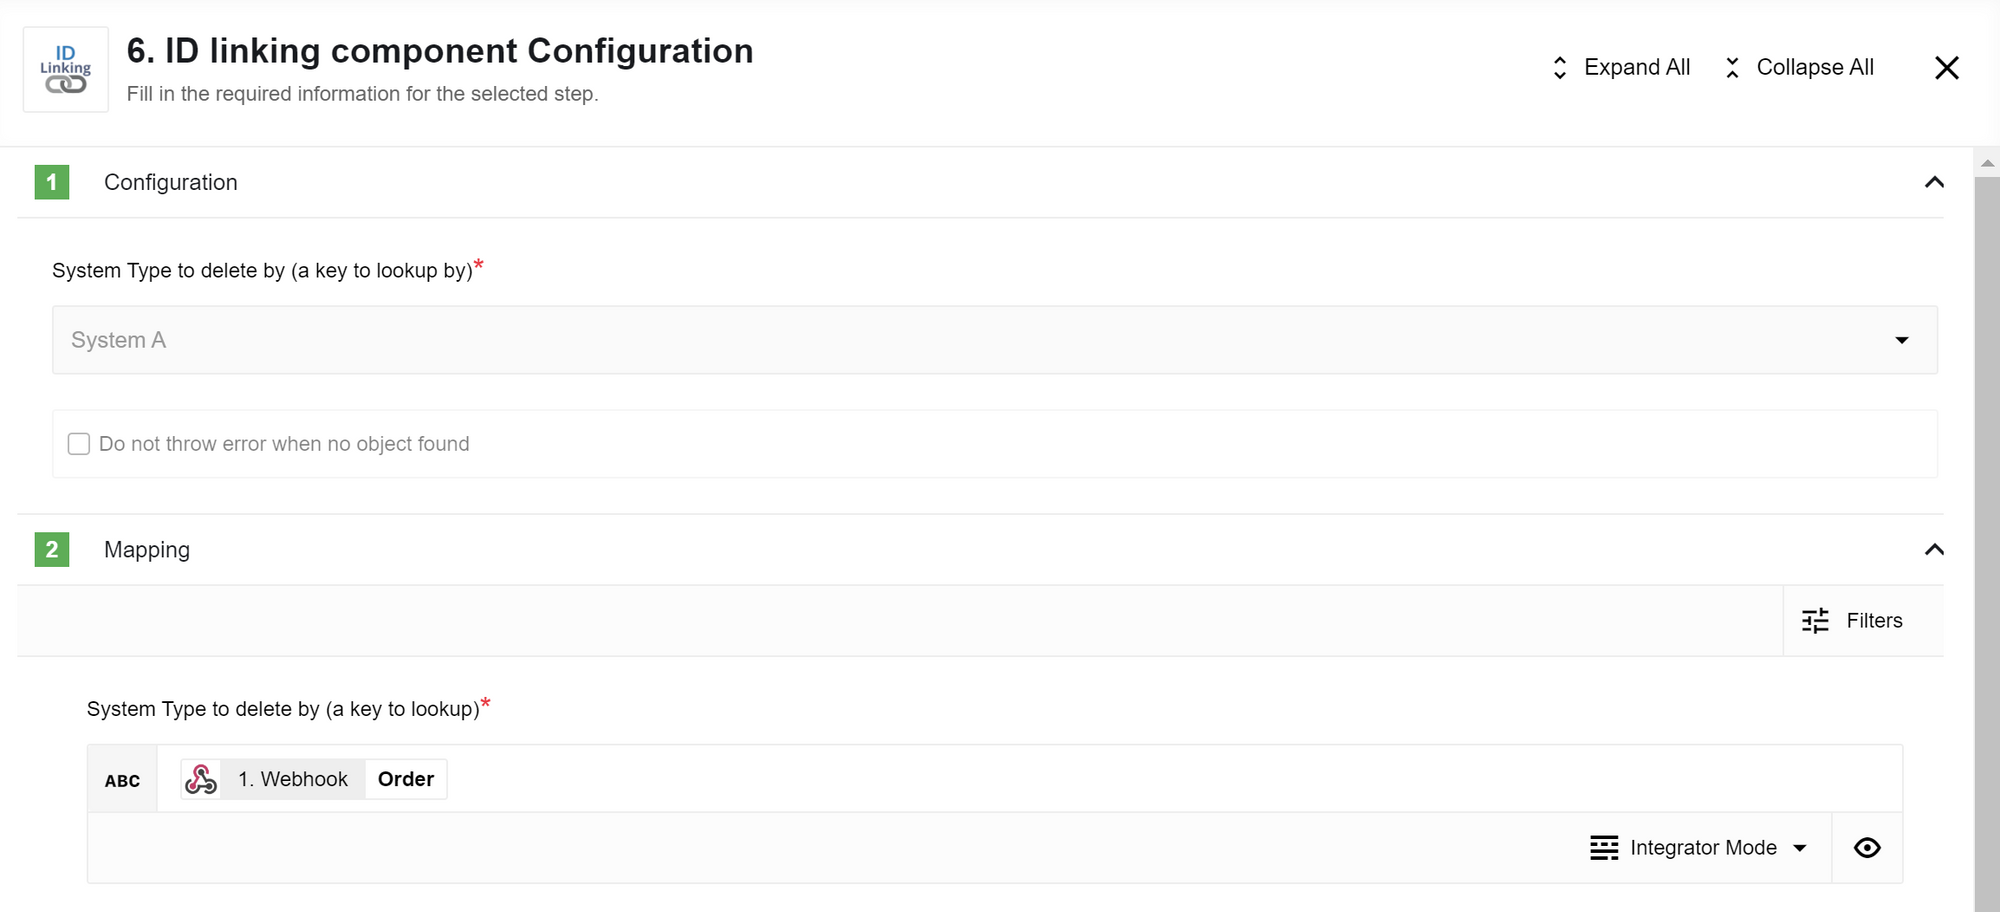 ID
Linking
6. ID linking component Configuration
Fill in the required information for the selected step.
Expand All
Collapse All
1 Configuration
System Type to delete by (a key to lookup by)*
System A
Do not throw error when no object found
2 Mapping
Filters
System Type to delete by (a key to lookup)*
ABC 1. Webhook Order
Integrator Mode